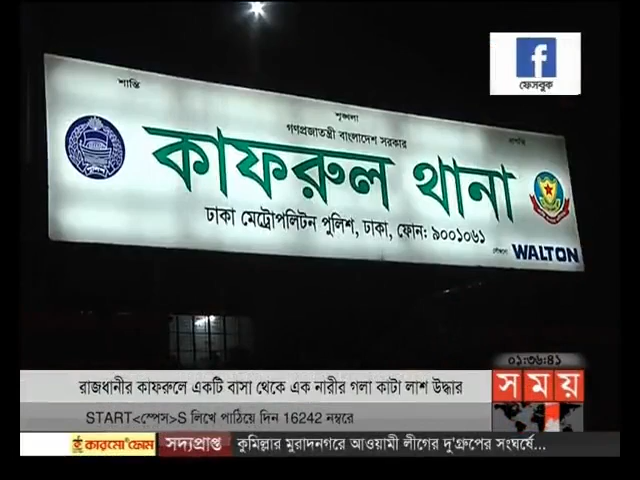 ফেসবুক
শান্তি
শৃঙ্খলা
গণপ্রজাতন্ত্রী বাংলাদেশ সরকার
কাফরুল থানা
ঢাকা মেট্রোপলিটন পুলিশ, ঢাকা, ফোন: ৯০০১০৬১
WALTON
০১:৩৬:৪১
রাজধানীর কাফরুলে একটি বাসা থেকে এক নারীর গলা কাটা লাশ উদ্ধার
সময়
START<স্পেস>S লিখে পাঠিয়ে দিন 16242 নম্বরে
কারমো ফোম সদ্যপ্রাপ্ত কুমিল্লার মুরাদনগরে আওয়ামী লীগের দু'গ্রুপের সংঘর্ষে...